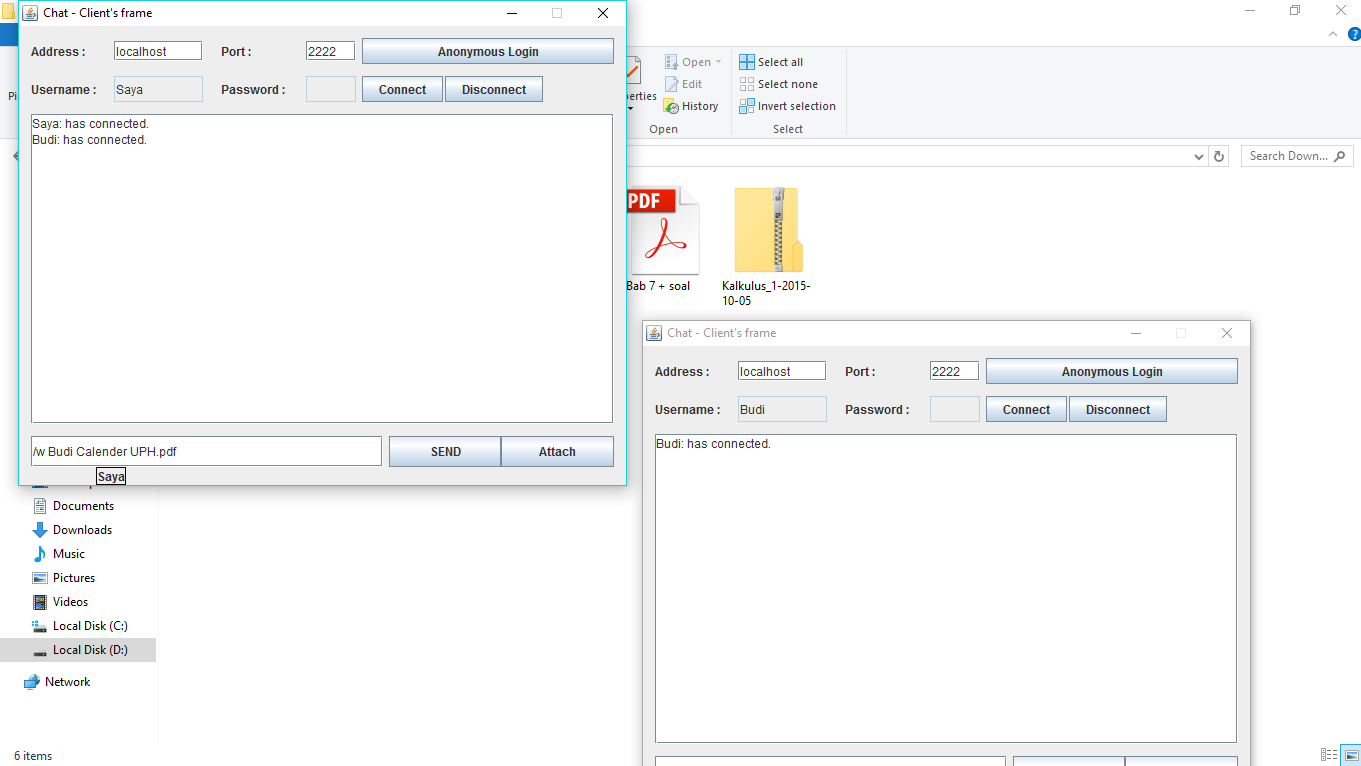 Chat - Client's frame
Address :
localhost
Port :
2222
Anonymous Login
Username :
Saya
Password :
Connect
Disconnect
Saya: has connected.
Budi: has connected.
/w Budi Calender UPH.pdf
SEND
Attach
Saya
Open
Edit
History
Open
Select all
Select none
Invert selection
Select
Search Down...
PDF
Bab 7 + soal
Kalkulus_1-2015-
10-05
Documents
Downloads
Music
Pictures
Videos
Local Disk (C:)
Local Disk (D:)
Network
6 items
Chat - Client's frame
Address :
localhost
Port :
2222
Anonymous Login
Username :
Budi
Password :
Connect
Disconnect
Budi: has connected.